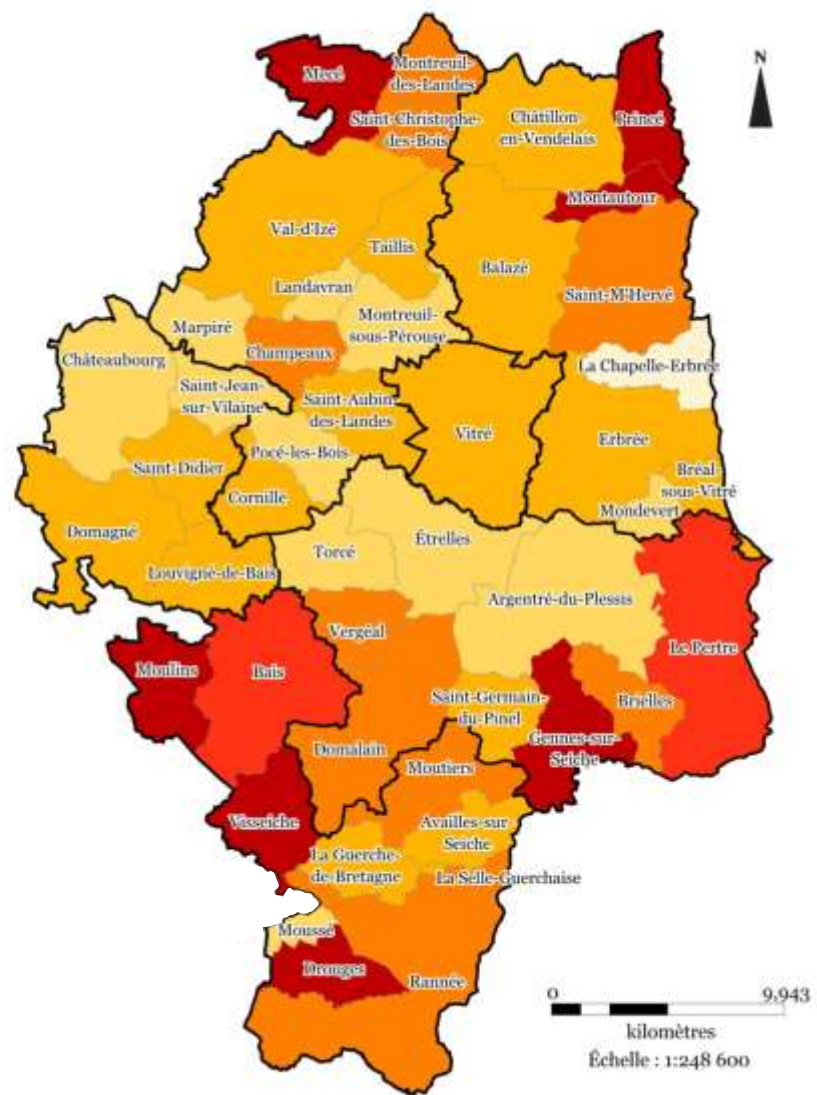 Mecé
Montreuil-
des-Landes
Saint-Christophe-
des-Bois
Châtillon-
en-Vendelais
Princé
N
Montautour
Val-d'Izé
Taillis
Balazé
Landavran
Saint-M'Hervé
Marpiré
Montreuil-
sous-Pérouse
Champeaux
Châteaubourg
La Chapelle-Erbrée
Saint-Jean-
sur-Vilaine
Saint-Aubin-
des-Landes
Vitré
Erbrée
Pocé-les-Bois
Saint-Didier
Bréal-
sous-Vitré
Cornille
Mondevert
Domagné
Étrelles
Torcé
Louvigné-de-Bais
Argentré-du-Plessis
Vergéal
Le Pertre
Moulins
Bais
Saint-Germain-
du-Pinel
Brielles
Gennes-sur-
Seiche
Domalain
Moutiers
Visseiche
Availles-sur
Seiche
La Guerche-
de-Bretagne
La Selle-Guerchaise
Moussé
Drouges
Rannée
0 9,943
kilomètres
Échelle : 1:248 600